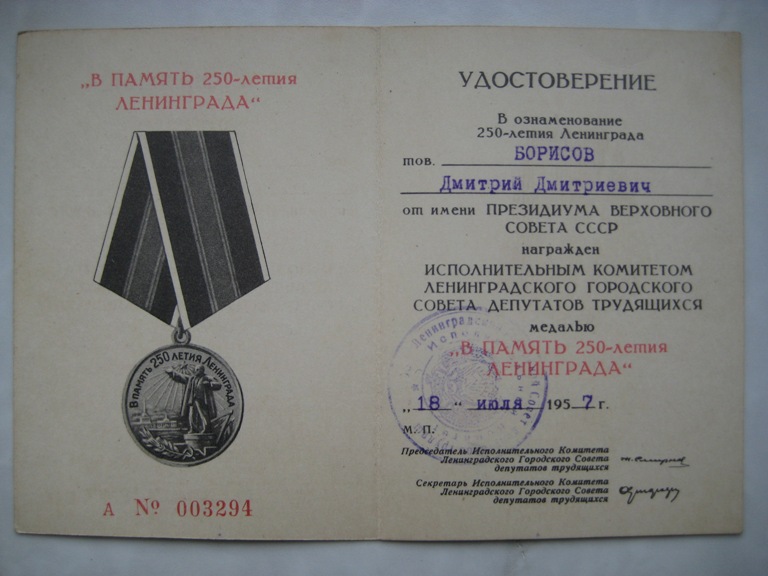 „В ПАМЯТЬ 250-летия
ЛЕНИНГРАДА“
В ПАМЯТЬ 250 ЛЕТИЯ ЛЕНИНГРАДА
А № 003294
УДОСТОВЕРЕНИЕ
В ознаменование
250-летия Ленинграда
тов. БОРИСОВ
Дмитрий Дмитриевич
от имени ПРЕЗИДИУМА ВЕРХОВНОГО
СОВЕТА СССР
награжден
ИСПОЛНИТЕЛЬНЫМ КОМИТЕТОМ
ЛЕНИНГРАДСКОГО ГОРОДСКОГО
СОВЕТА ДЕПУТАТОВ ТРУДЯЩИХСЯ
медалью
„В ПАМЯТЬ 250-летия
ЛЕНИНГРАДА“
„18“ июля 1957 г.
М. П.
Председатель Исполнительного Комитета
Ленинградского Городского Совета
депутатов трудящихся
Секретарь Исполнительного Комитета
Ленинградского Городского Совета
депутатов трудящихся